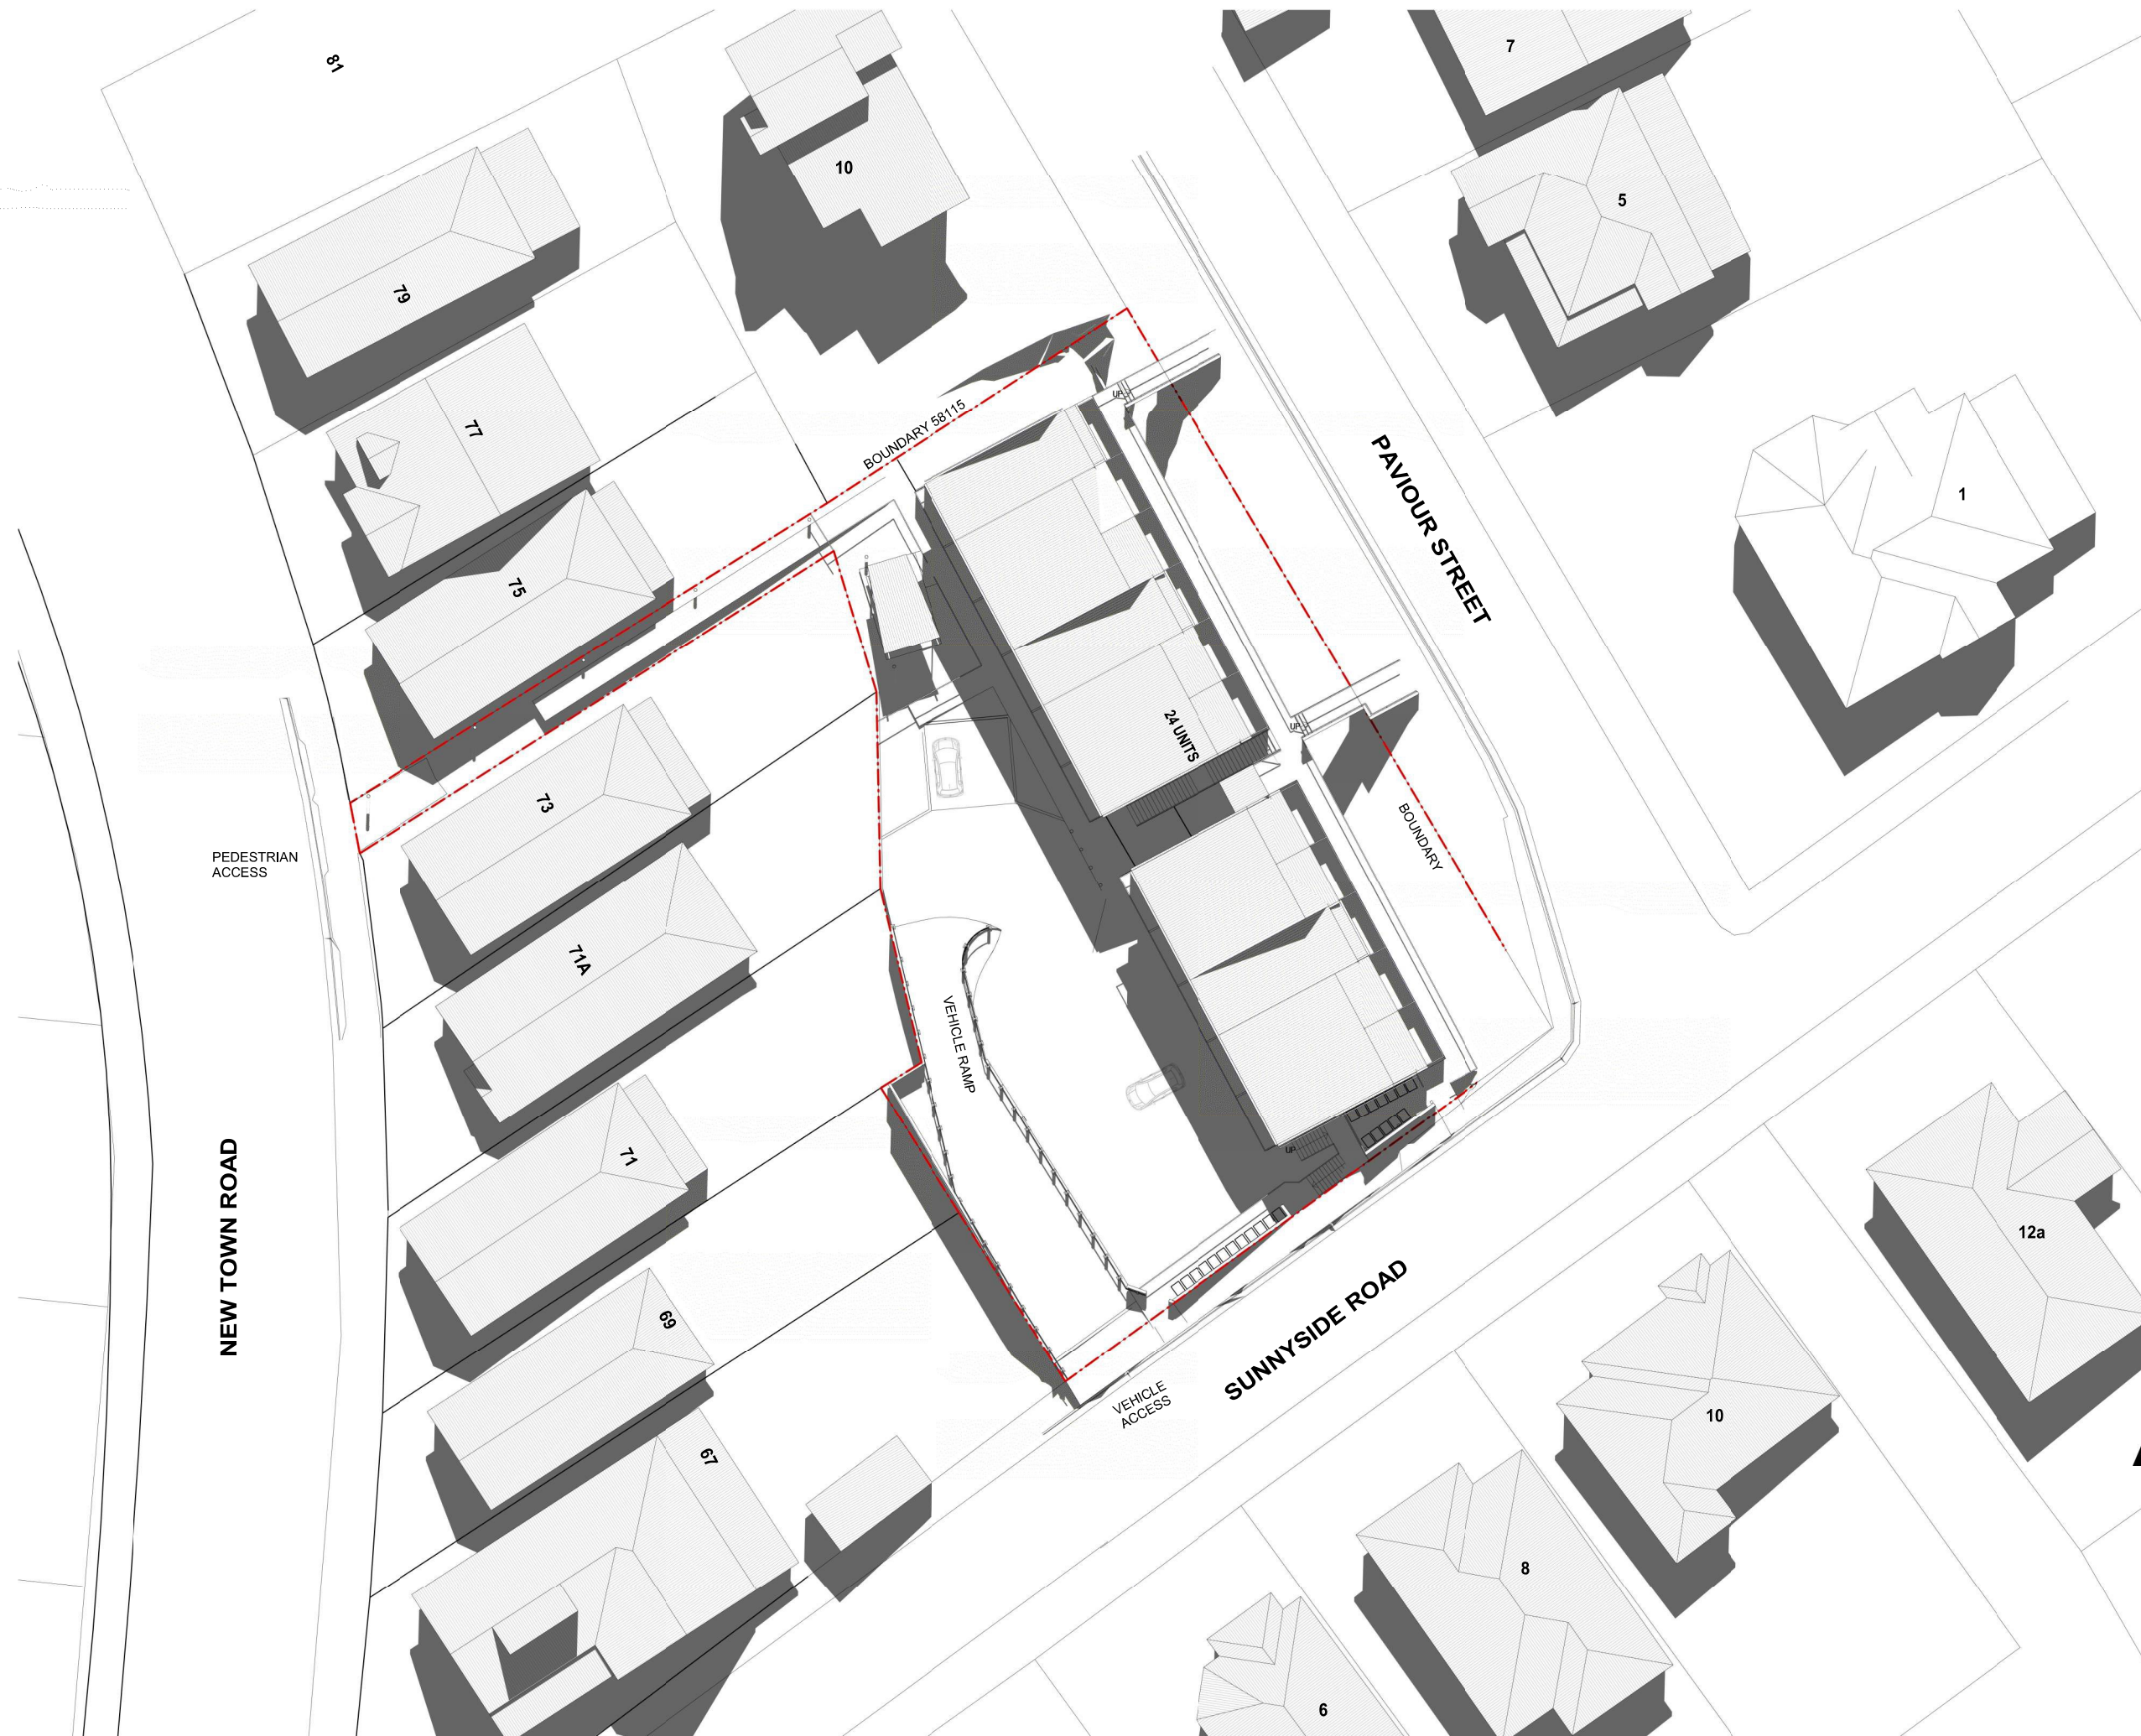 81
7
10
5
79
77
BOUNDARY 58115
UP
PAVIOUR STREET
1
75
24 UNITS
UP
73
BOUNDARY
PEDESTRIAN
ACCESS
71A
VEHICLE RAMP
71
UP
NEW TOWN ROAD
12a
SUNNYSIDE ROAD
69
VEHICLE
ACCESS
10
67
8
6